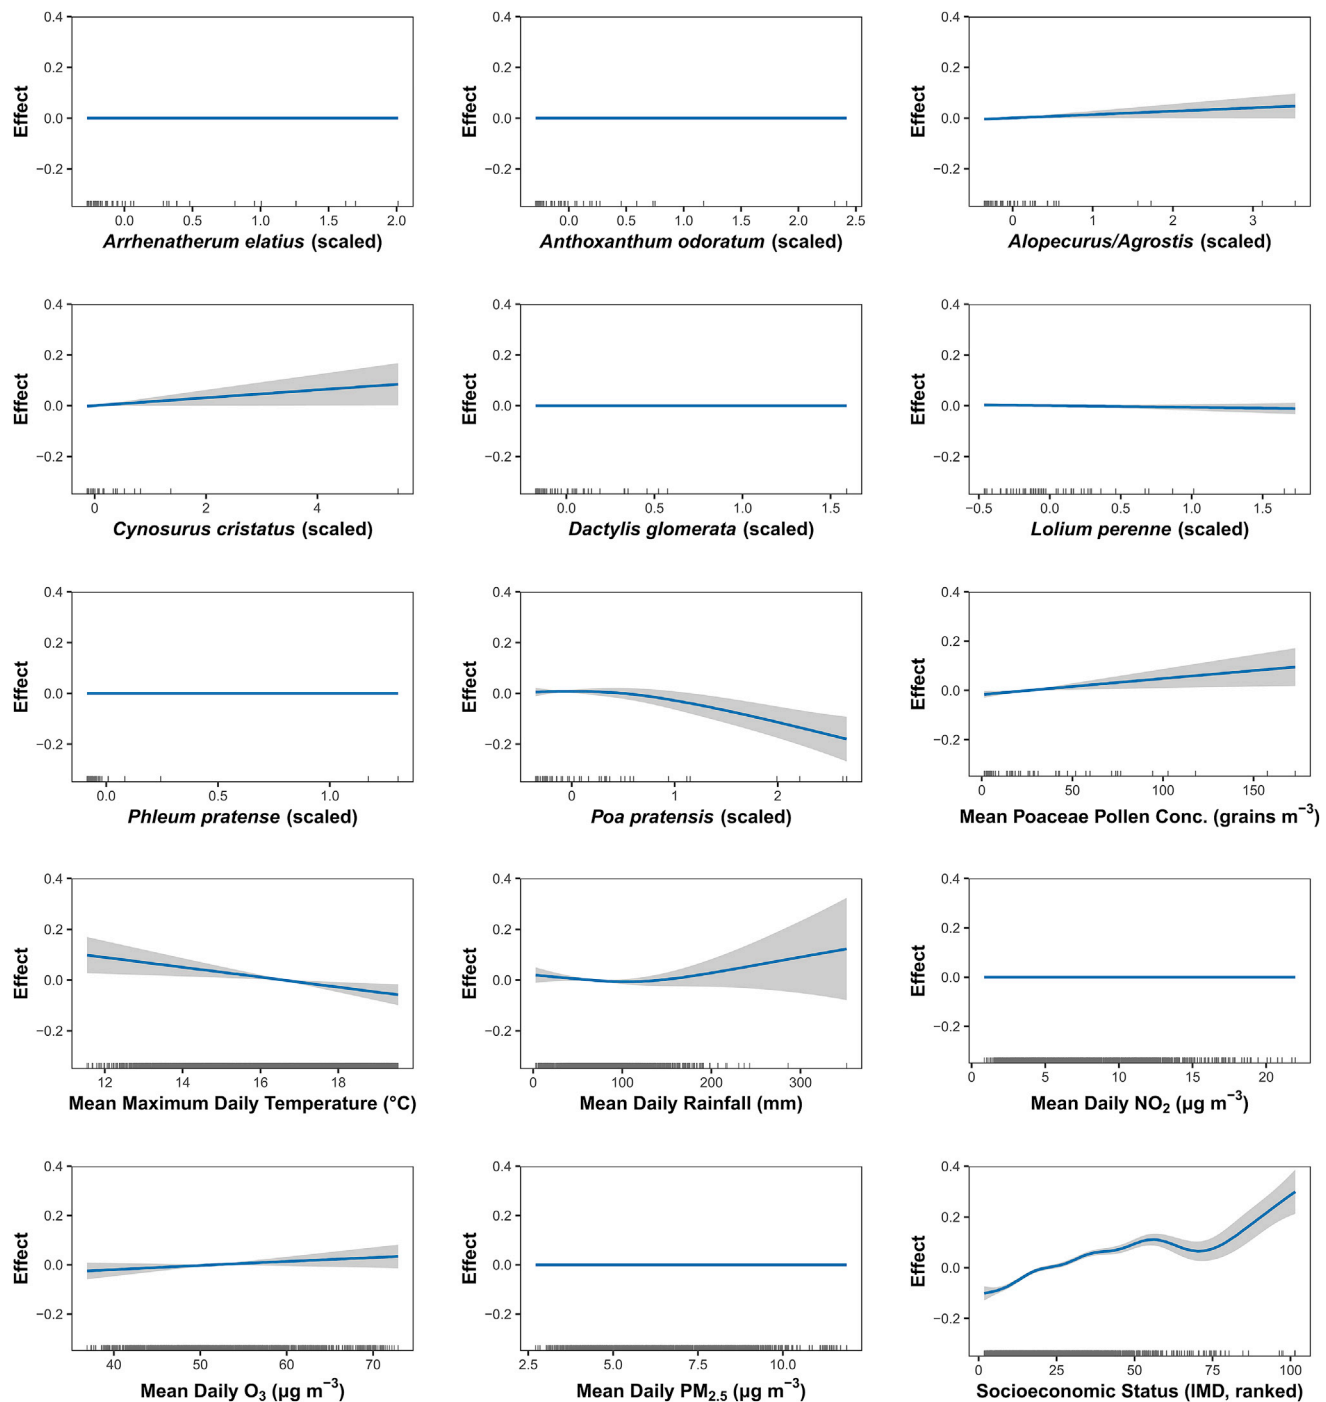 0.4
0.2
0.0
−0.2
Effect
0.0 0.5 1.0 1.5 2.0
Arrhenatherum elatius (scaled)
0.4
0.2
0.0
−0.2
Effect
0.0 0.5 1.0 1.5 2.0 2.5
Anthoxanthum odoratum (scaled)
0.4
0.2
0.0
−0.2
Effect
0 1 2 3
Alopecurus/Agrostis (scaled)
0.4
0.2
0.0
−0.2
Effect
0 2 4
Cynosurus cristatus (scaled)
0.4
0.2
0.0
−0.2
Effect
0.0 0.5 1.0 1.5
Dactylis glomerata (scaled)
0.4
0.2
0.0
−0.2
Effect
−0.5 0.0 0.5 1.0 1.5
Lolium perenne (scaled)
0.4
0.2
0.0
−0.2
Effect
0.0 0.5 1.0
Phleum pratense (scaled)
0.4
0.2
0.0
−0.2
Effect
0 1 2
Poa pratensis (scaled)
0.4
0.2
0.0
−0.2
Effect
0 50 100 150
Mean Poaceae Pollen Conc. (grains m⁻³)
0.4
0.2
0.0
−0.2
Effect
12 14 16 18
Mean Maximum Daily Temperature (°C)
0.4
0.2
0.0
−0.2
Effect
0 100 200 300
Mean Daily Rainfall (mm)
0.4
0.2
0.0
−0.2
Effect
0 5 10 15 20
Mean Daily NO₂ (µg m⁻³)
0.4
0.2
0.0
−0.2
Effect
40 50 60 70
Mean Daily O₃ (µg m⁻³)
0.4
0.2
0.0
−0.2
Effect
2.5 5.0 7.5 10.0
Mean Daily PM₂.₅ (µg m⁻³)
0.4
0.2
0.0
−0.2
Effect
0 25 50 75 100
Socioeconomic Status (IMD, ranked)